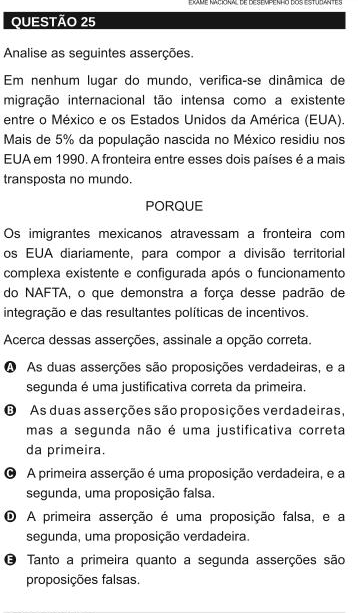 EXAME NACIONAL DE DESEMPENHO DOS ESTUDANTES
QUESTÃO 25
Analise as seguintes asserções.
Em nenhum lugar do mundo, verifica-se dinâmica de
migração internacional tão intensa como a existente
entre o México e os Estados Unidos da América (EUA).
Mais de 5% da população nascida no México residiu nos
EUA em 1990. A fronteira entre esses dois países é a mais
transposta no mundo.
PORQUE
Os imigrantes mexicanos atravessam a fronteira com
os EUA diariamente, para compor a divisão territorial
complexa existente e configurada após o funcionamento
do NAFTA, o que demonstra a força desse padrão de
integração e das resultantes políticas de incentivos.
Acerca dessas asserções, assinale a opção correta.
A As duas asserções são proposições verdadeiras, e a
segunda é uma justificativa correta da primeira.
B As duas asserções são proposições verdadeiras,
mas a segunda não é uma justificativa correta
da primeira.
C A primeira asserção é uma proposição verdadeira, e a
segunda, uma proposição falsa.
D A primeira asserção é uma proposição falsa, e a
segunda, uma proposição verdadeira.
E Tanto a primeira quanto a segunda asserções são
proposições falsas.